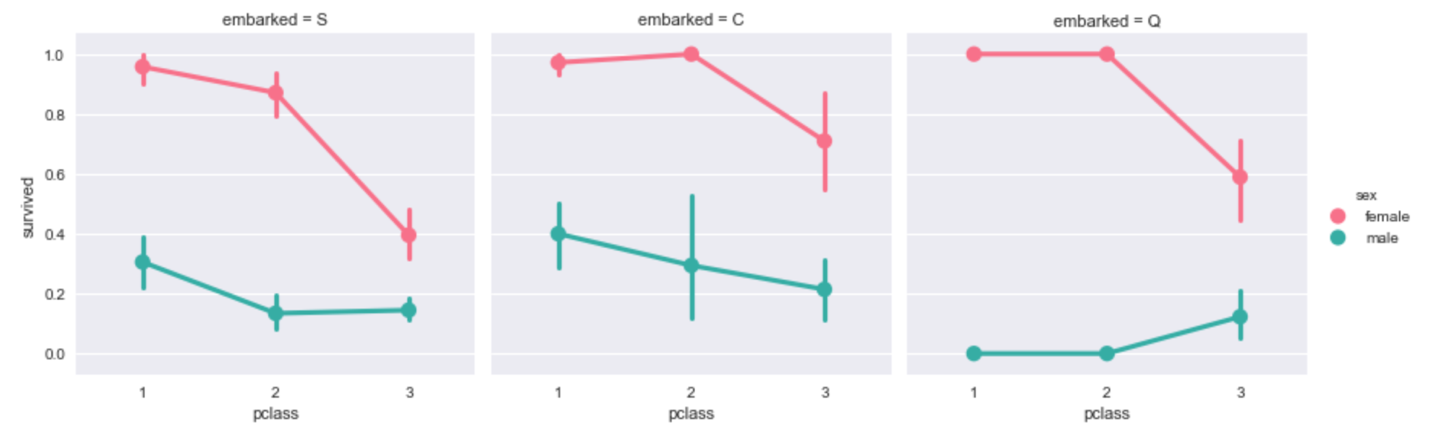 embarked = S
embarked = C
embarked = Q
1.0
0.8
0.6
0.4
0.2
0.0
survived
1 2 3
pclass
1 2 3
pclass
1 2 3
pclass
sex
female
male